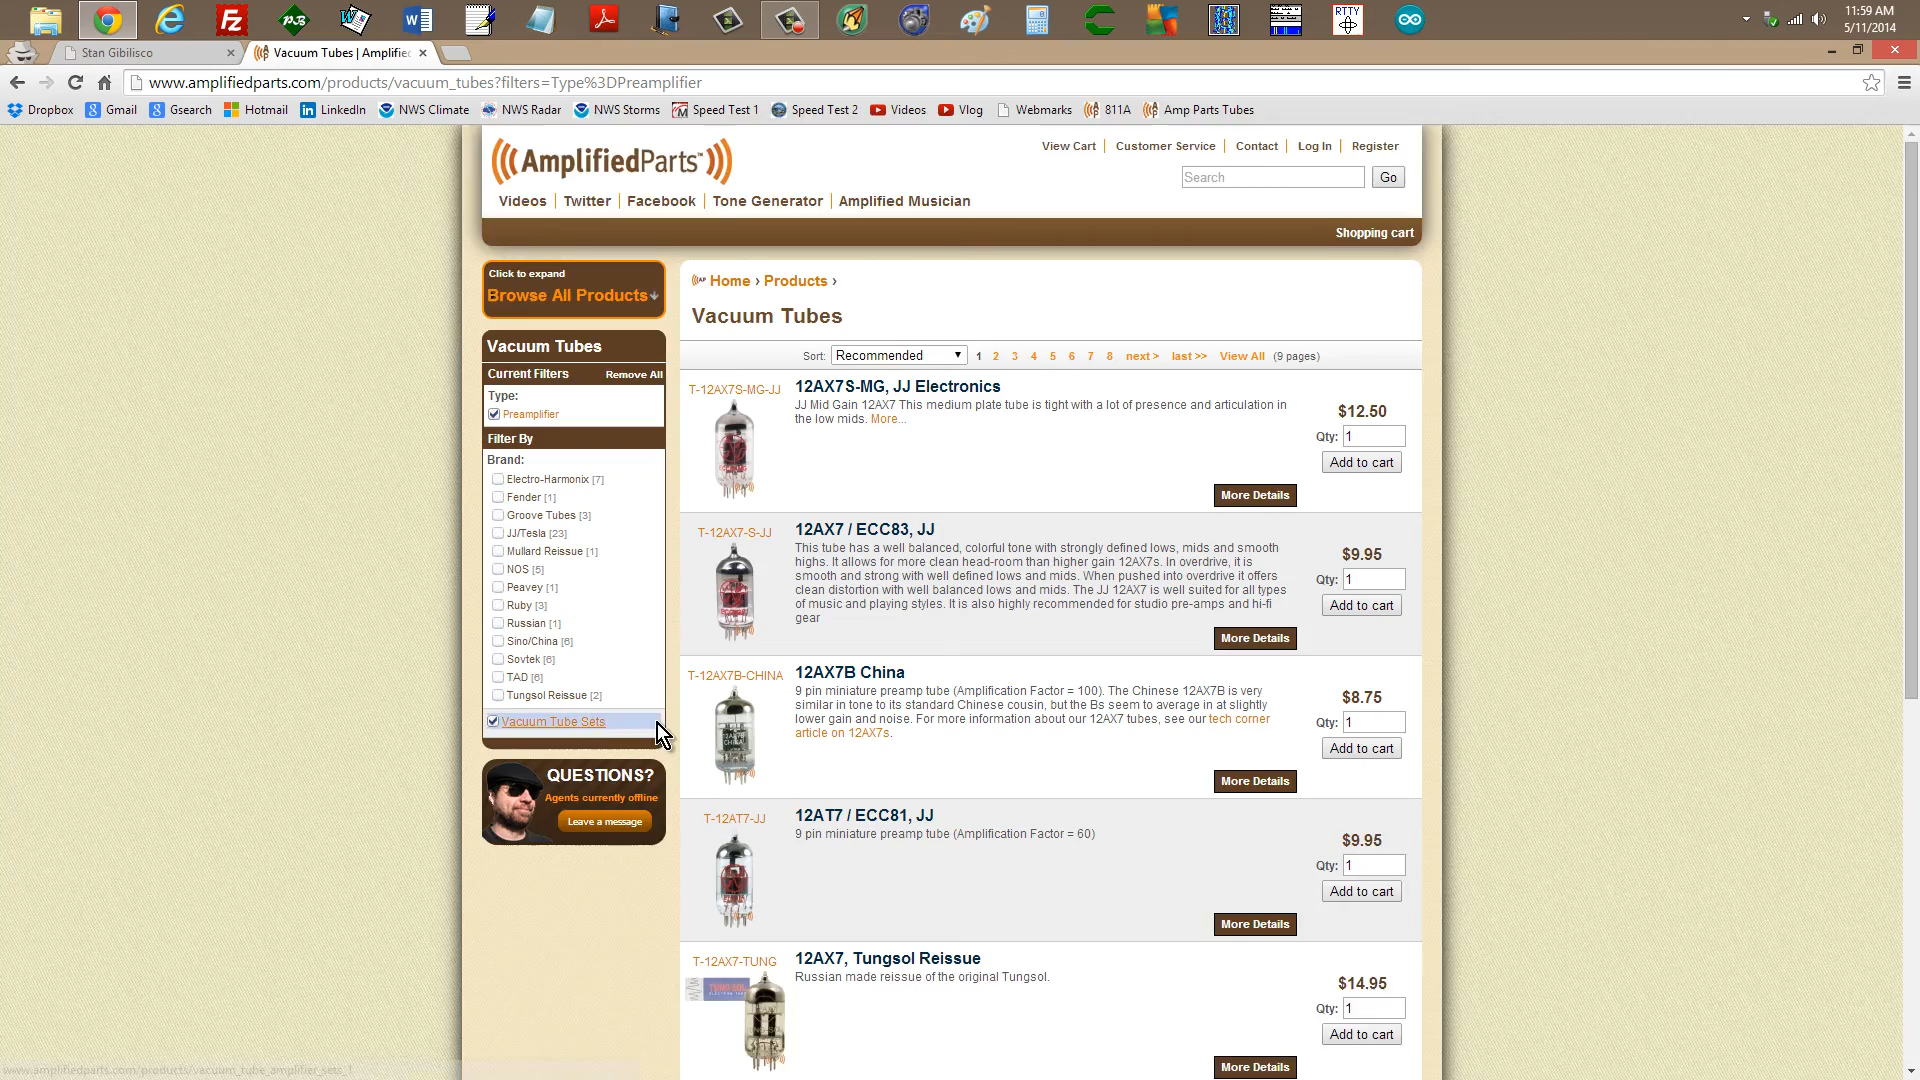 11:59 AM
5/11/2014
Stan Gibilisco
Vacuum Tubes | Amplifie
www.amplifiedparts.com/products/vacuum_tubes?filters=Type%3DPreamplifier
Dropbox Gmail Gsearch Hotmail LinkedIn NWS Climate NWS Radar NWS Storms Speed Test 1 Speed Test 2 Videos Vlog Webmarks 811A Amp Parts Tubes
AmplifiedParts™
View Cart Customer Service Contact Log In Register
Search Go
Videos Twitter Facebook Tone Generator Amplified Musician
Shopping cart
Click to expand
Browse All Products
Vacuum Tubes
Current Filters Remove All
Type:
Preamplifier
Filter By
Brand:
Electro-Harmonix [7]
Fender [1]
Groove Tubes [3]
JJ/Tesla [23]
Mullard Reissue [1]
NOS [5]
Peavey [1]
Ruby [3]
Russian [1]
Sino/China [6]
Sovtek [6]
TAD [6]
Tungsol Reissue [2]
Vacuum Tube Sets
QUESTIONS?
Agents currently offline
Leave a message
Home › Products ›
Vacuum Tubes
Sort: Recommended 1 2 3 4 5 6 7 8 next > last >> View All (9 pages)
T-12AX7S-MG-JJ
12AX7S-MG, JJ Electronics
JJ Mid Gain 12AX7 This medium plate tube is tight with a lot of presence and articulation in
the low mids. More...
$12.50
Qty: 1
Add to cart
More Details
T-12AX7-S-JJ
12AX7 / ECC83, JJ
This tube has a well balanced, colorful tone with strongly defined lows, mids and smooth
highs. It allows for more clean head-room than higher gain 12AX7s. In overdrive, it is
smooth and strong with well defined lows and mids. When pushed into overdrive it offers
clean distortion with well balanced lows and mids. The JJ 12AX7 is well suited for all types
of music and playing styles. It is also highly recommended for studio pre-amps and hi-fi
gear
$9.95
Qty: 1
Add to cart
More Details
T-12AX7B-CHINA
12AX7B China
9 pin miniature preamp tube (Amplification Factor = 100). The Chinese 12AX7B is very
similar in tone to its standard Chinese cousin, but the Bs seem to average in at slightly
lower gain and noise. For more information about our 12AX7 tubes, see our tech corner
article on 12AX7s.
$8.75
Qty: 1
Add to cart
More Details
T-12AT7-JJ
12AT7 / ECC81, JJ
9 pin miniature preamp tube (Amplification Factor = 60)
$9.95
Qty: 1
Add to cart
More Details
T-12AX7-TUNG
12AX7, Tungsol Reissue
Russian made reissue of the original Tungsol.
$14.95
Qty: 1
Add to cart
More Details
www.amplifiedparts.com/products/vacuum_tube_amplifier_sets_1